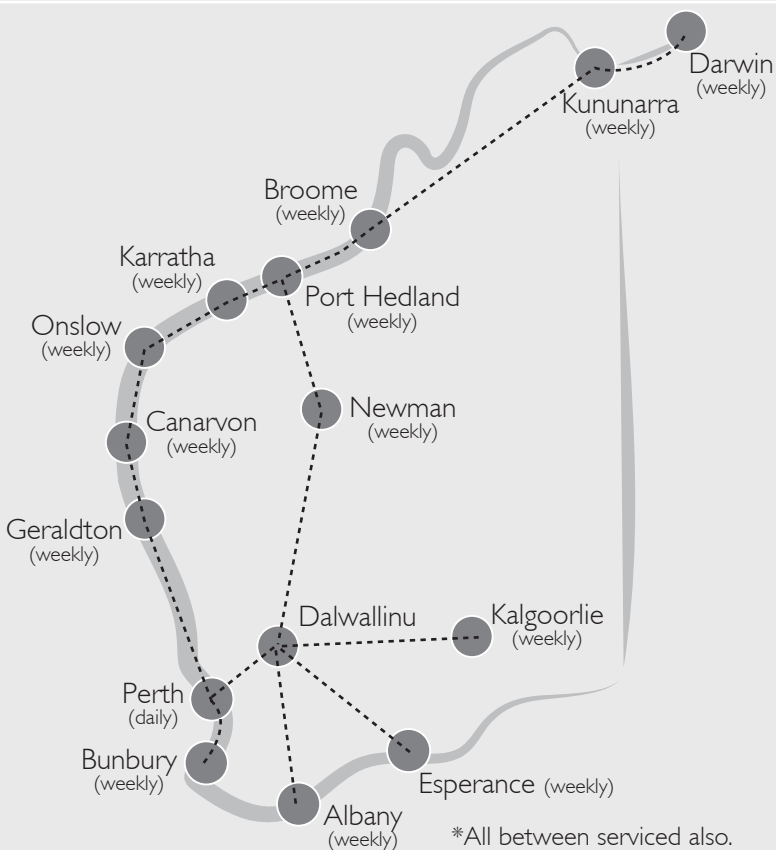 Darwin
(weekly)
Kununarra
(weekly)
Broome
(weekly)
Karratha
(weekly)
Port Hedland
(weekly)
Onslow
(weekly)
Newman
(weekly)
Canarvon
(weekly)
Geraldton
(weekly)
Dalwallinu
Kalgoorlie
(weekly)
Perth
(daily)
Bunbury
(weekly)
Esperance (weekly)
Albany
(weekly)
*All between serviced also.